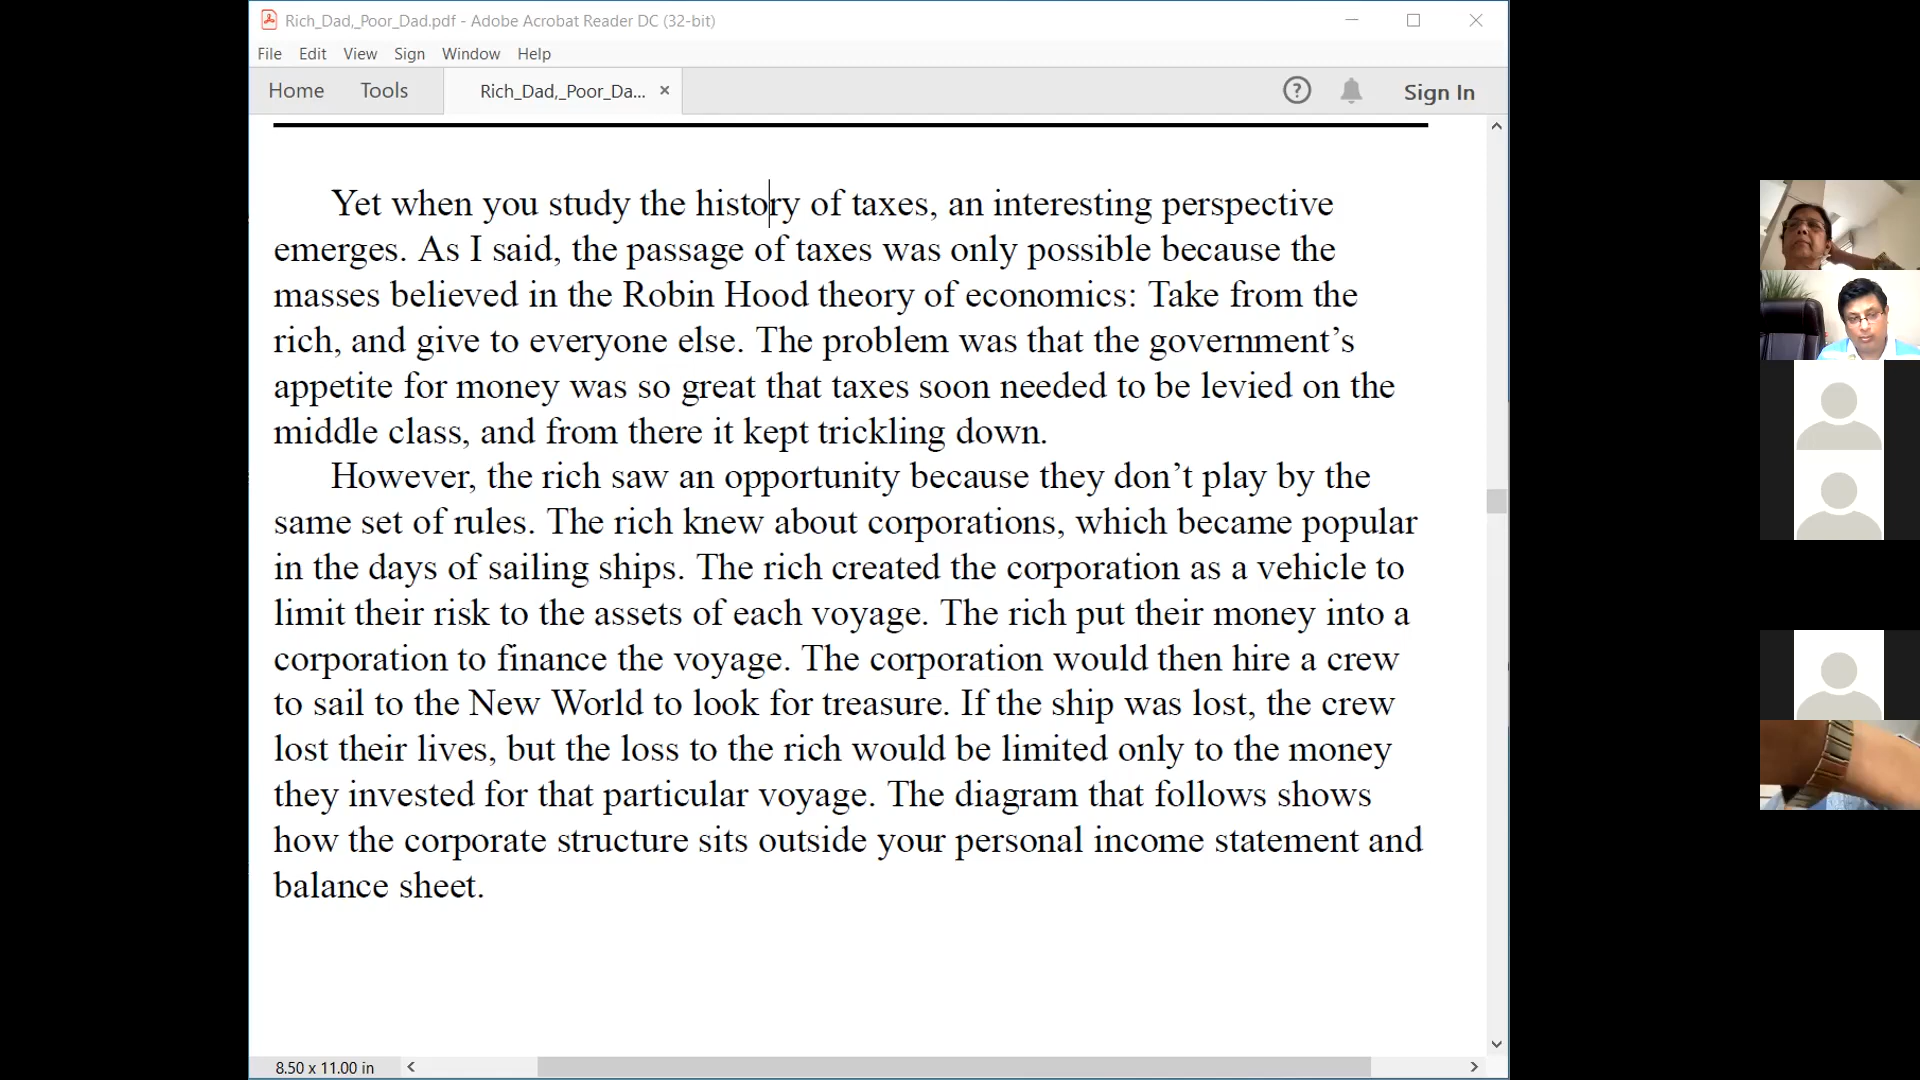 Rich_Dad,_Poor_Dad.pdf - Adobe Acrobat Reader DC (32-bit)
File Edit View Sign Window Help
Home Tools Rich_Dad,_Poor_Da... × ? Sign In
Yet when you study the history of taxes, an interesting perspective
emerges. As I said, the passage of taxes was only possible because the
masses believed in the Robin Hood theory of economics: Take from the
rich, and give to everyone else. The problem was that the government’s
appetite for money was so great that taxes soon needed to be levied on the
middle class, and from there it kept trickling down.
However, the rich saw an opportunity because they don’t play by the
same set of rules. The rich knew about corporations, which became popular
in the days of sailing ships. The rich created the corporation as a vehicle to
limit their risk to the assets of each voyage. The rich put their money into a
corporation to finance the voyage. The corporation would then hire a crew
to sail to the New World to look for treasure. If the ship was lost, the crew
lost their lives, but the loss to the rich would be limited only to the money
they invested for that particular voyage. The diagram that follows shows
how the corporate structure sits outside your personal income statement and
balance sheet.
8.50 x 11.00 in